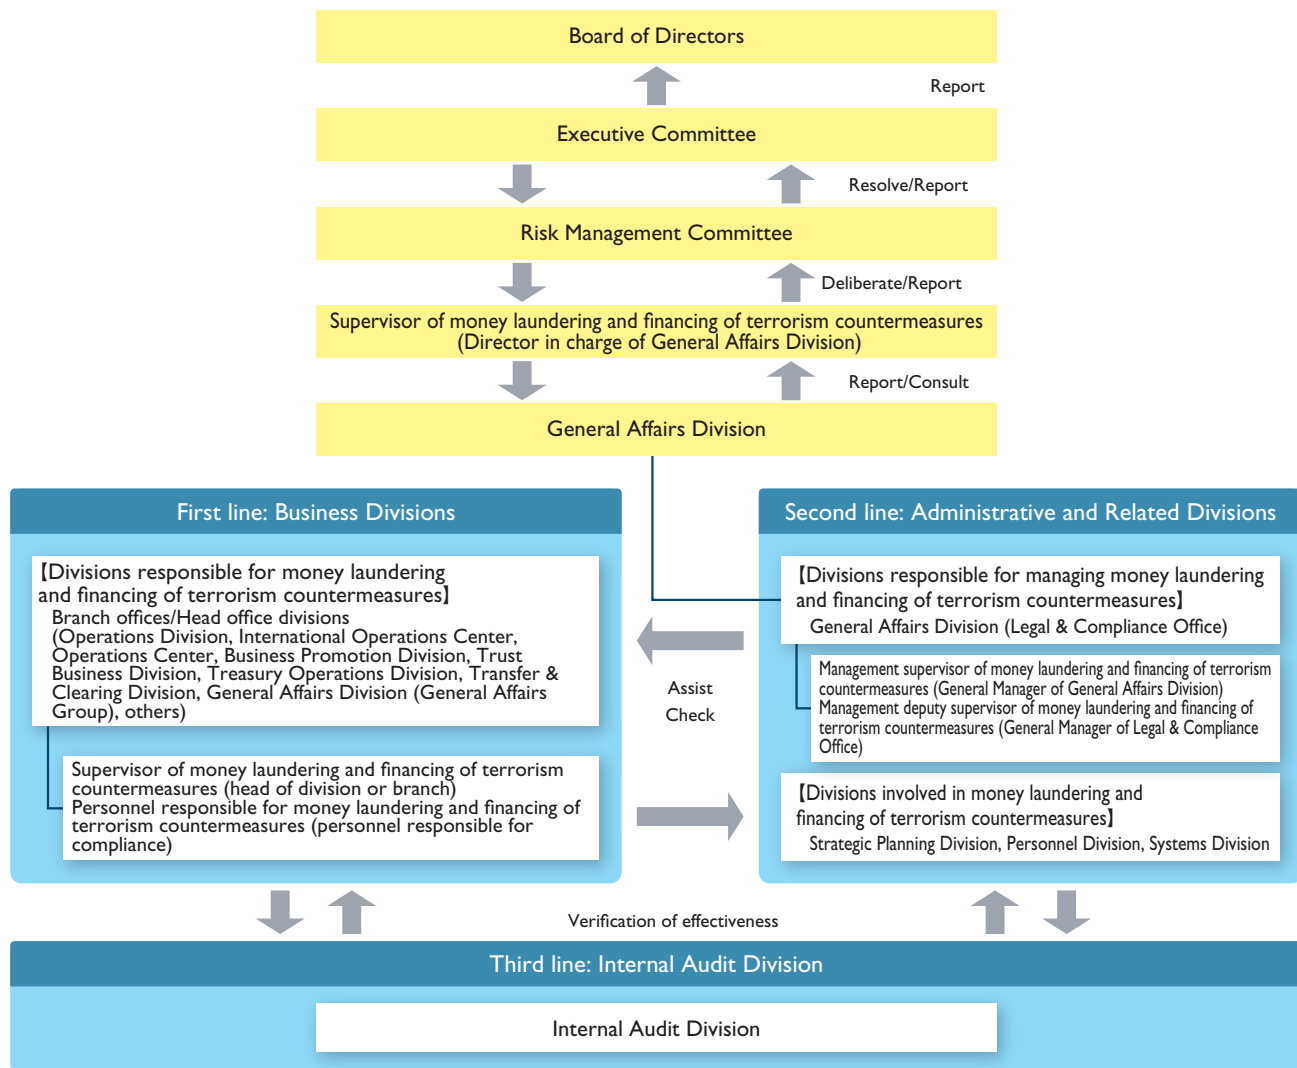 Board of Directors
Report
Executive Committee
Resolve/Report
Risk Management Committee
Deliberate/Report
Supervisor of money laundering and financing of terrorism countermeasures
(Director in charge of General Affairs Division)
Report/Consult
General Affairs Division
First line: Business Divisions
【Divisions responsible for money laundering
and financing of terrorism countermeasures】
Branch offices/Head office divisions
(Operations Division, International Operations Center,
Operations Center, Business Promotion Division, Trust
Business Division, Treasury Operations Division, Transfer &
Clearing Division, General Affairs Division (General Affairs
Group), others)
Supervisor of money laundering and financing of terrorism
countermeasures (head of division or branch)
Personnel responsible for money laundering and financing of
terrorism countermeasures (personnel responsible for
compliance)
Assist
Check
Second line: Administrative and Related Divisions
【Divisions responsible for managing money laundering
and financing of terrorism countermeasures】
General Affairs Division (Legal & Compliance Office)
Management supervisor of money laundering and financing of terrorism
countermeasures (General Manager of General Affairs Division)
Management deputy supervisor of money laundering and financing of
terrorism countermeasures (General Manager of Legal & Compliance
Office)
【Divisions involved in money laundering and
financing of terrorism countermeasures】
Strategic Planning Division, Personnel Division, Systems Division
Verification of effectiveness
Third line: Internal Audit Division
Internal Audit Division